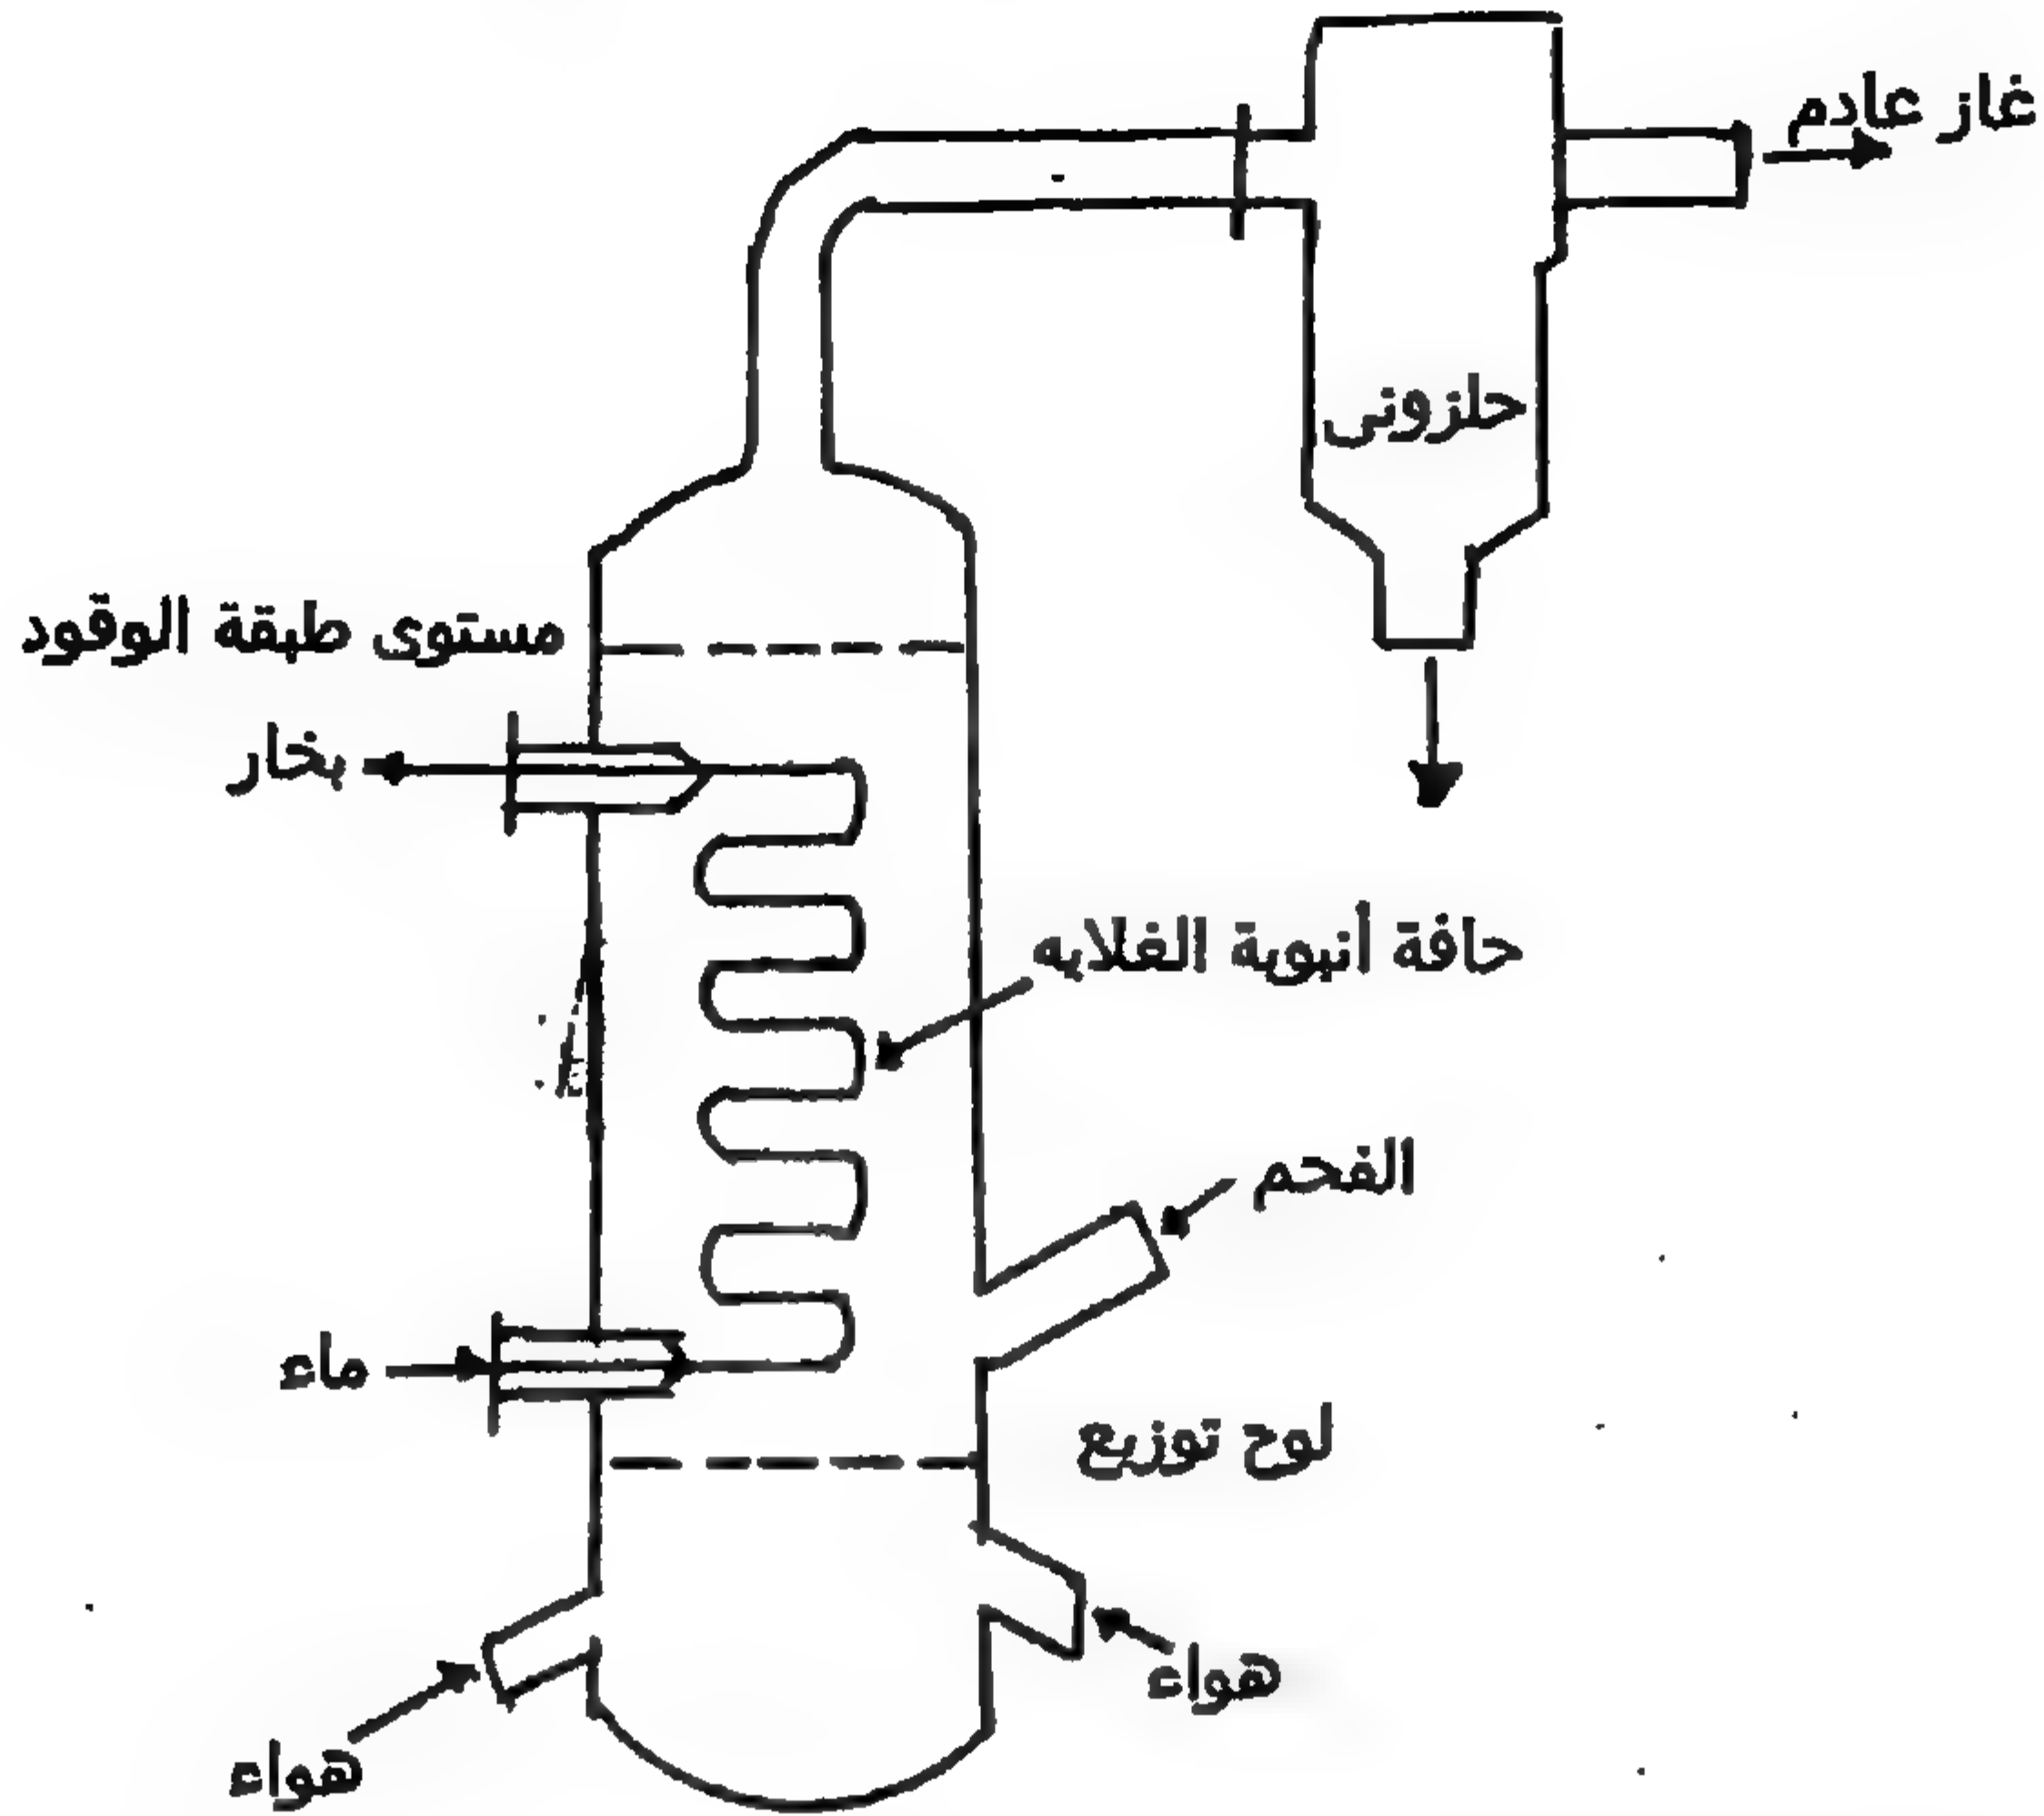 غاز عادم
حلزونى
مستوى طبقة الوقود
بخار
حافة أنبوبة الغلايه
الفحم
ماء
لوح توزيع
هواء
هواء